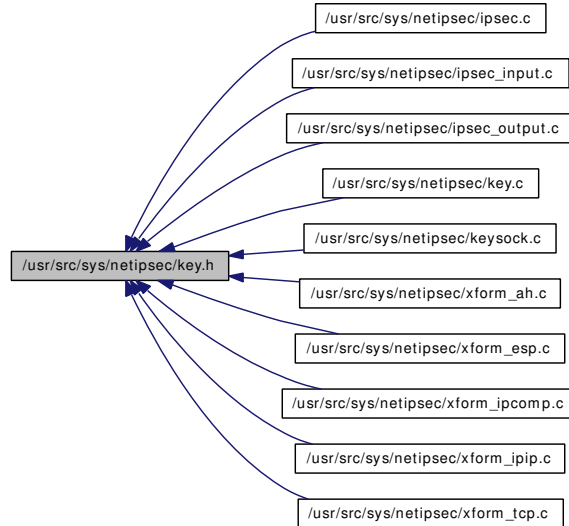 /usr/src/sys/netipsec/ipsec.c
/usr/src/sys/netipsec/ipsec_input.c
/usr/src/sys/netipsec/ipsec_output.c
/usr/src/sys/netipsec/key.c
/usr/src/sys/netipsec/key.h
/usr/src/sys/netipsec/keysock.c
/usr/src/sys/netipsec/xform_ah.c
/usr/src/sys/netipsec/xform_esp.c
/usr/src/sys/netipsec/xform_ipcomp.c
/usr/src/sys/netipsec/xform_ipip.c
/usr/src/sys/netipsec/xform_tcp.c